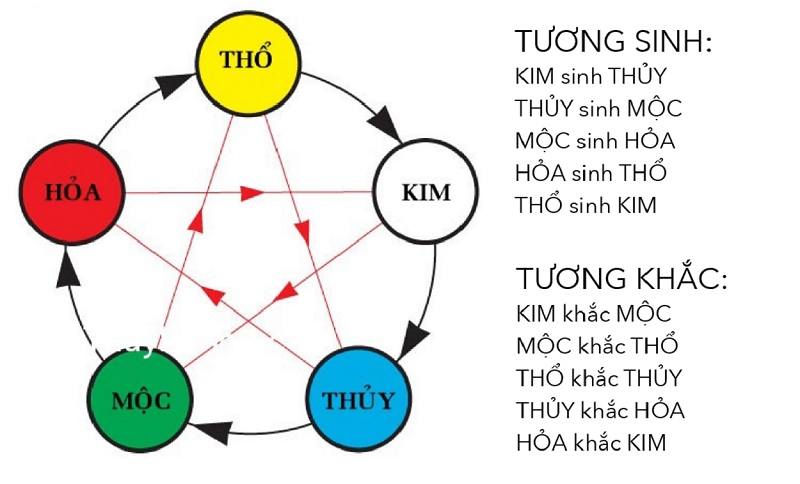 THỔ
TƯƠNG SINH:
KIM sinh THỦY
THỦY sinh MỘC
MỘC sinh HỎA
HỎA sinh THỔ
THỔ sinh KIM
HỎA
KIM
TƯƠNG KHẮC:
KIM khắc MỘC
MỘC khắc THỔ
THỔ khắc THỦY
THỦY khắc HỎA
HỎA khắc KIM
MỘC
THỦY